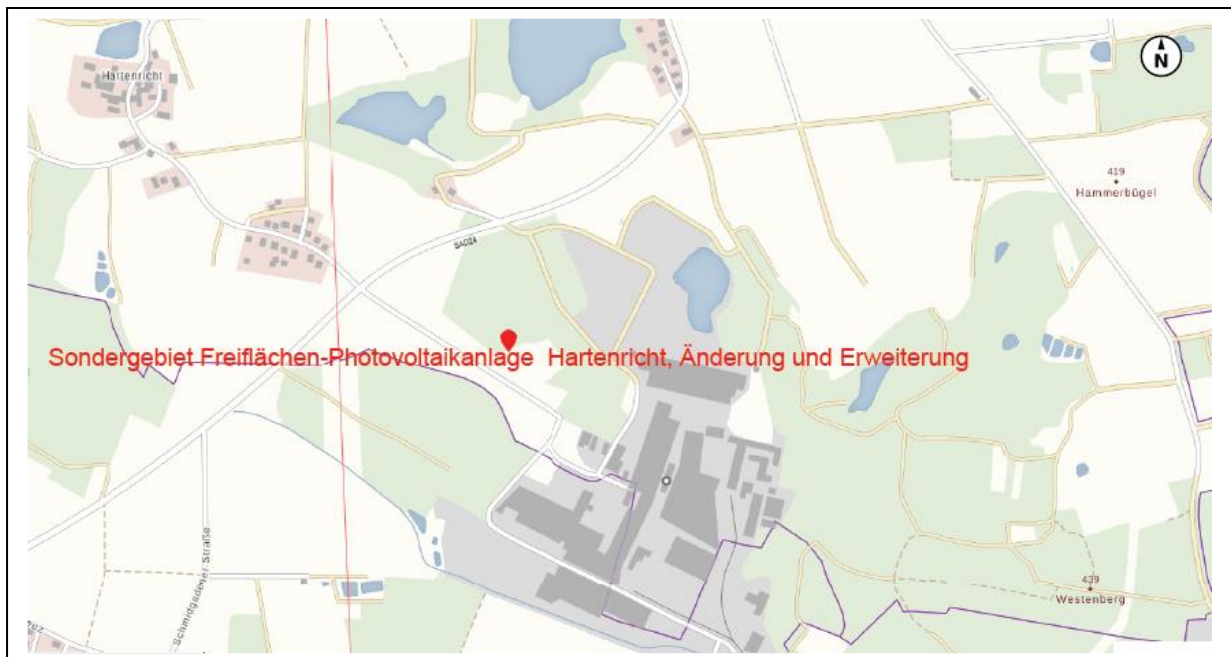 Hartenricht
N
419
Hammerbügel
SAD24
Sondergebiet Freiflächen-Photovoltaikanlage Hartenricht, Änderung und Erweiterung
Schmidgadener Straße
439
Westenberg